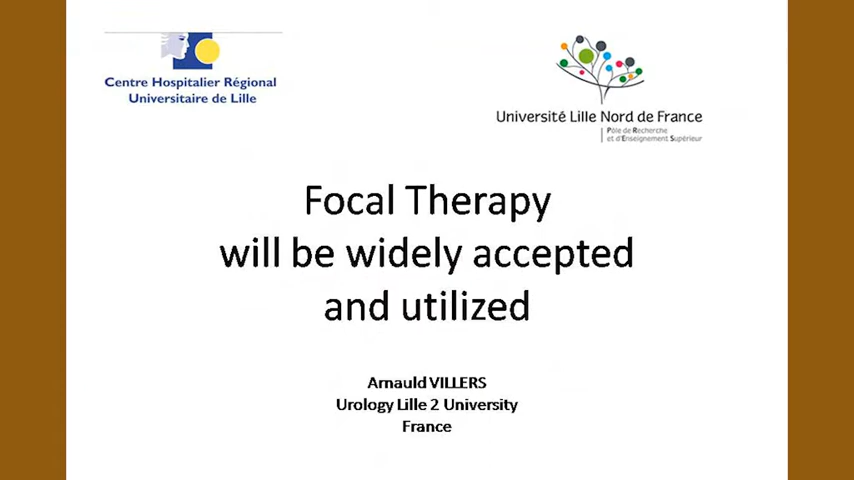 Centre Hospitalier Régional
Universitaire de Lille
Université Lille Nord de France
Pôle de Recherche
et d'Enseignement Supérieur
Focal Therapy
will be widely accepted
and utilized
Arnauld VILLERS
Urology Lille 2 University
France